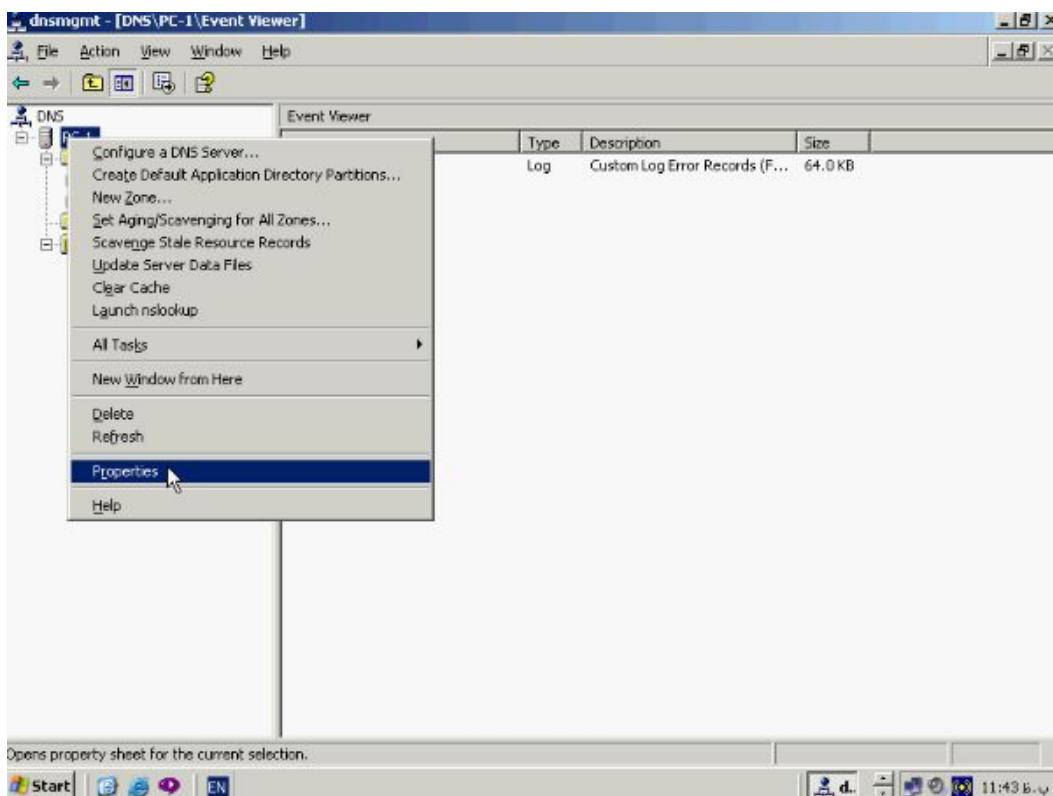 dnsmgmt - [DNS\PC-1\Event Viewer]
File Action View Window Help
DNS
Event Viewer
Type Description Size
Log Custom Log Error Records (F... 64.0 KB
Configure a DNS Server...
Create Default Application Directory Partitions...
New Zone...
Set Aging/Scavenging for All Zones...
Scavenge Stale Resource Records
Update Server Data Files
Clear Cache
Launch nslookup
All Tasks
New Window from Here
Delete
Refresh
Properties
Help
Opens property sheet for the current selection.
Start EN d.. 11:43 ب.ظ